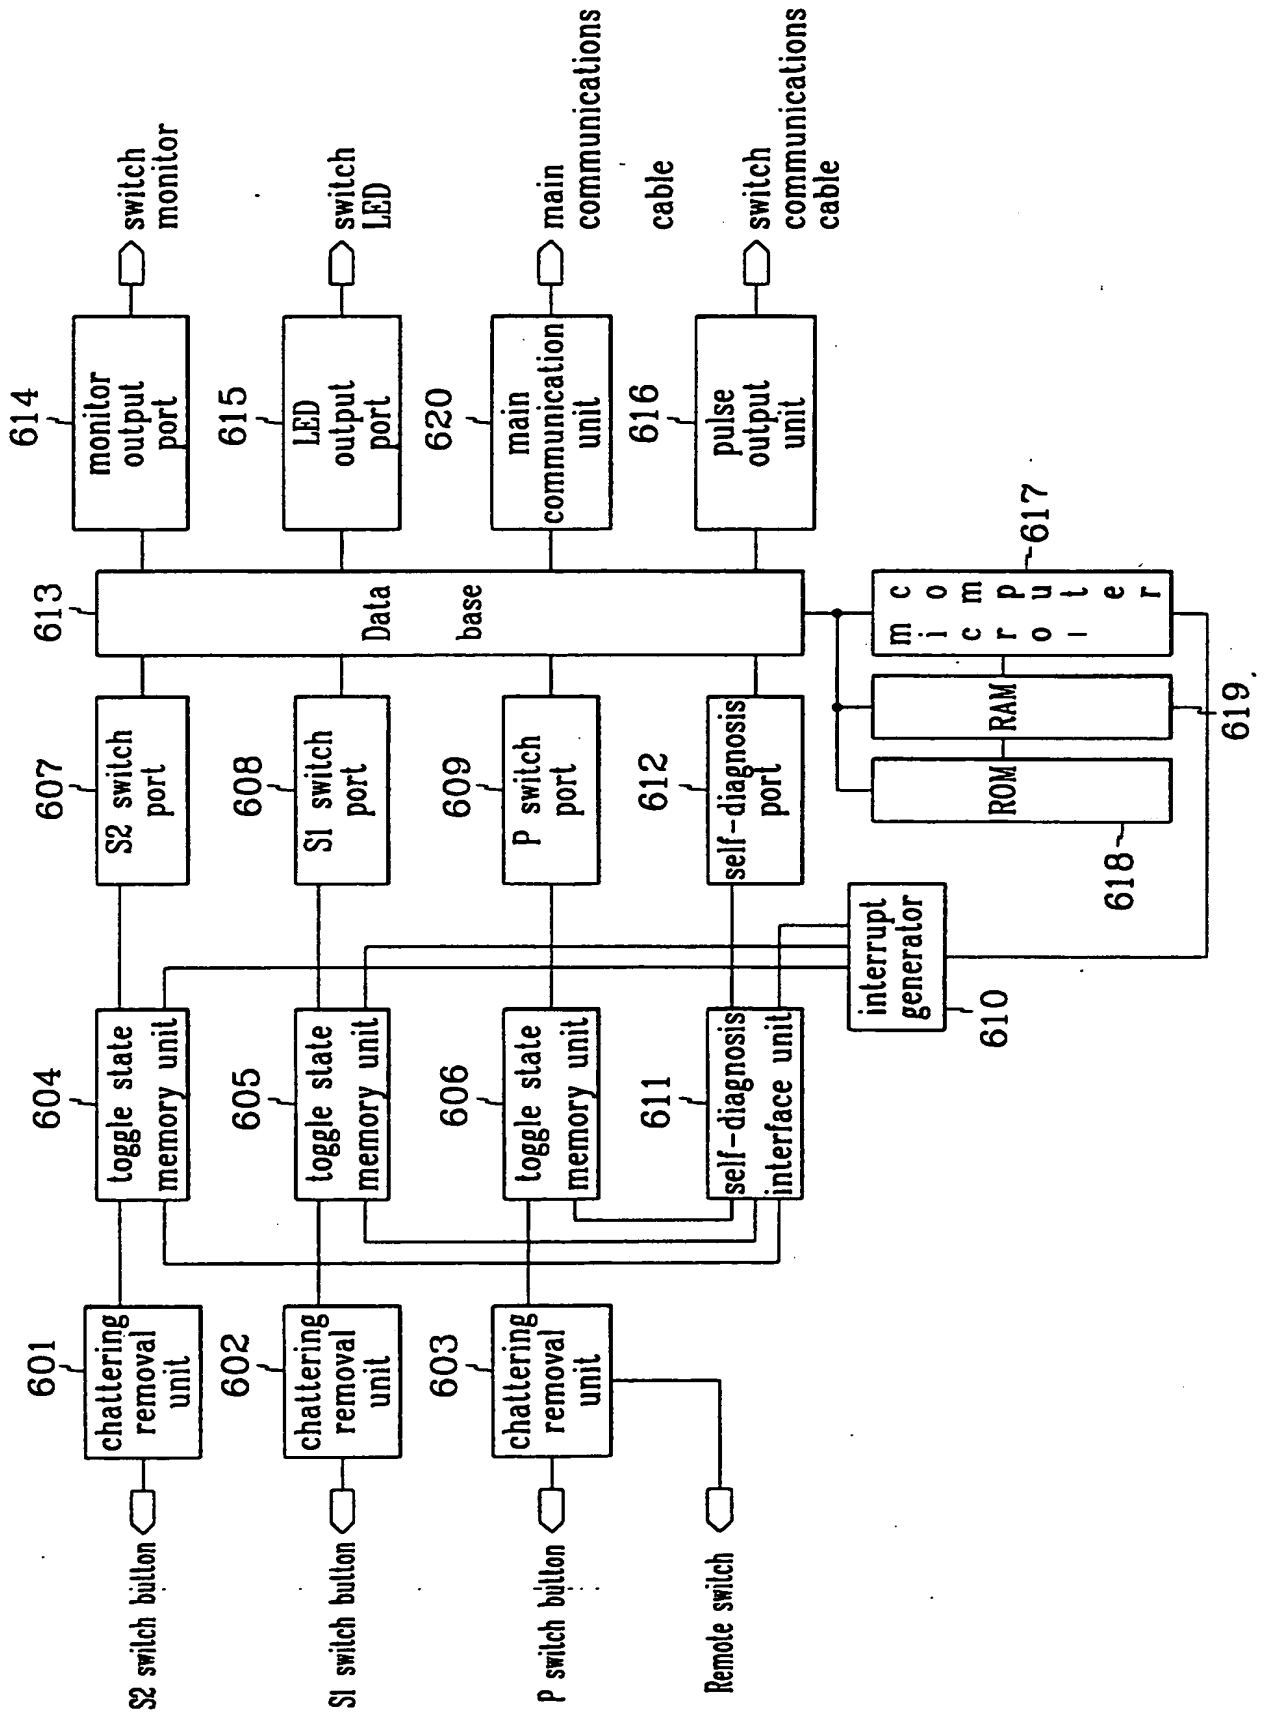 S2 switch button
601
chattering
removal
unit
604
toggle state
memory unit
607
S2 switch
port
613
Data
base
614
monitor
output
port
switch
monitor
S1 switch button
602
chattering
removal
unit
605
toggle state
memory unit
608
S1 switch
port
615
LED
output
port
switch
LED
P switch button
603
chattering
removal
unit
606
toggle state
memory unit
609
P switch
port
620
main
communication
unit
main
communications
cable
Remote switch
611
self-diagnosis
interface unit
612
self-diagnosis
port
616
pulse
output
unit
switch
communications
cable
interrupt
generator
610
ROM
618
RAM
619
micro
computer
617